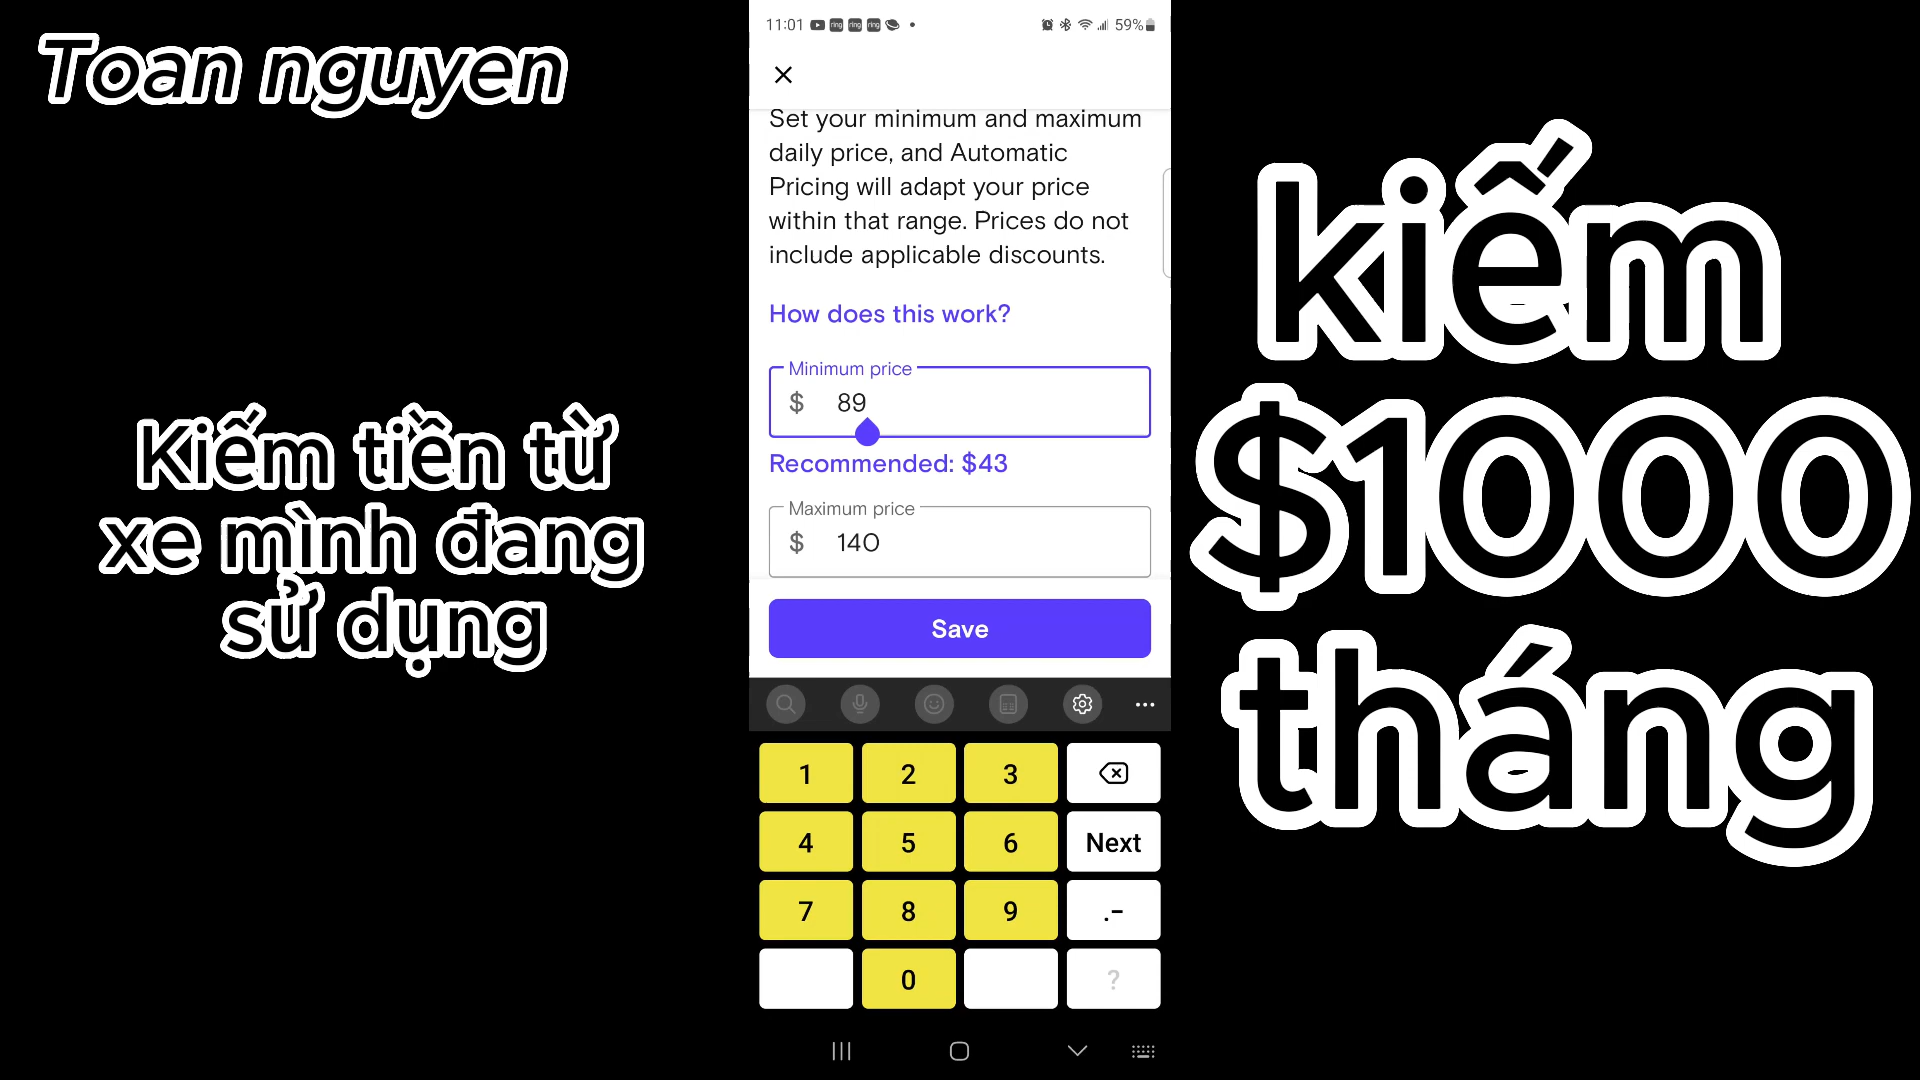 Toan nguyen
Kiếm tiền từ
xe mình đang
sử dụng
11:01
ring ring ring
59%
Set your minimum and maximum
daily price, and Automatic
Pricing will adapt your price
within that range. Prices do not
include applicable discounts.
How does this work?
Minimum price
$ 89
Recommended: $43
Maximum price
$ 140
Save
1 2 3
4 5 6 Next
7 8 9 .-
0 ?
kiếm
$1000
tháng